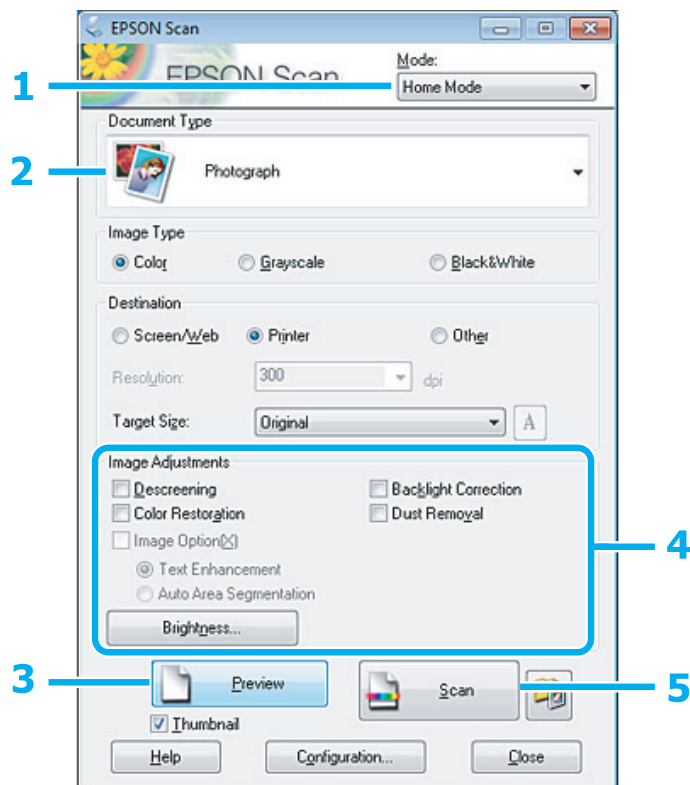 EPSON Scan
EPSON Scan
Mode:
1
Home Mode
Document Type
2
Photograph
Image Type
Color Grayscale Black&White
Destination
Screen/Web Printer Other
Resolution: 300 dpi
Target Size: Original A
Image Adjustments
Descreening Backlight Correction
Color Restoration Dust Removal
Image Option(X)
4
Text Enhancement
Auto Area Segmentation
Brightness...
3 Preview Scan 5
Thumbnail
Help Configuration... Close